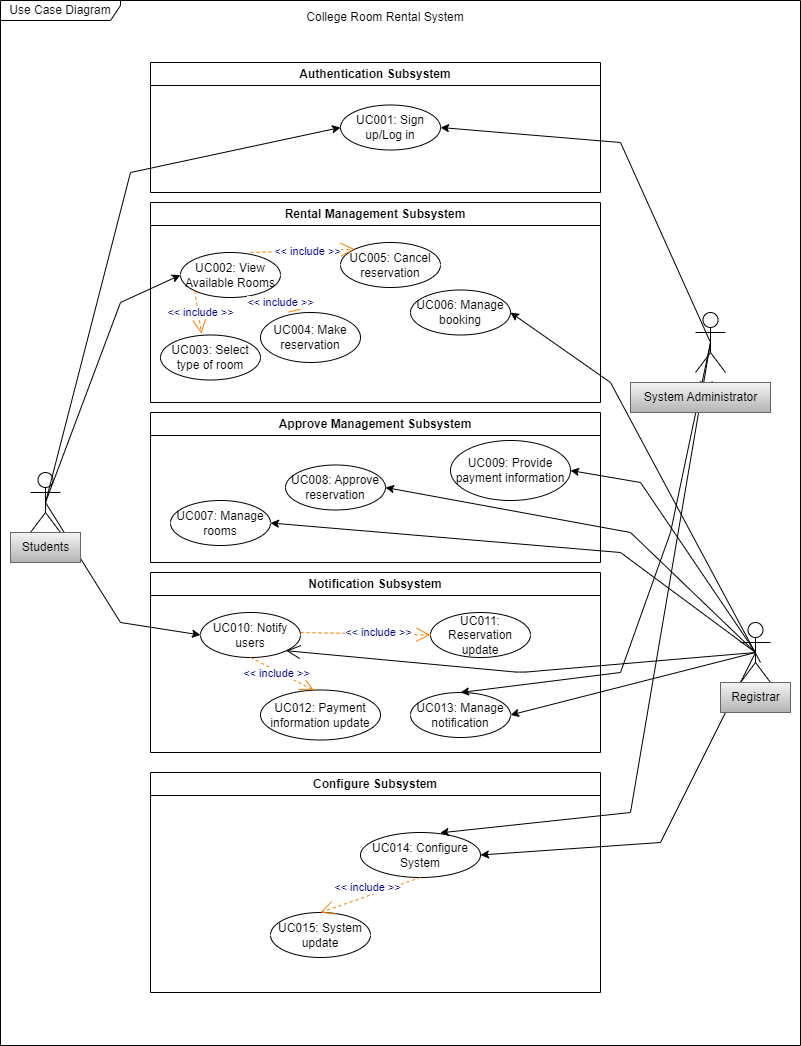 Use Case Diagram
College Room Rental System
Authentication Subsystem
UC001: Sign
up/Log in
Rental Management Subsystem
<< include >>
UC005: Cancel
reservation
UC002: View
Available Rooms
<< include >>
<< include >>
UC006: Manage
booking
UC004: Make
reservation
UC003: Select
type of room
System Administrator
Approve Management Subsystem
UC009: Provide
payment information
UC008: Approve
reservation
UC007: Manage
rooms
Students
Notification Subsystem
UC010: Notify
users
<< include >>
UC011:
Reservation
update
<< include >>
UC012: Payment
information update
UC013: Manage
notification
Registrar
Configure Subsystem
UC014: Configure
System
<< include >>
UC015: System
update